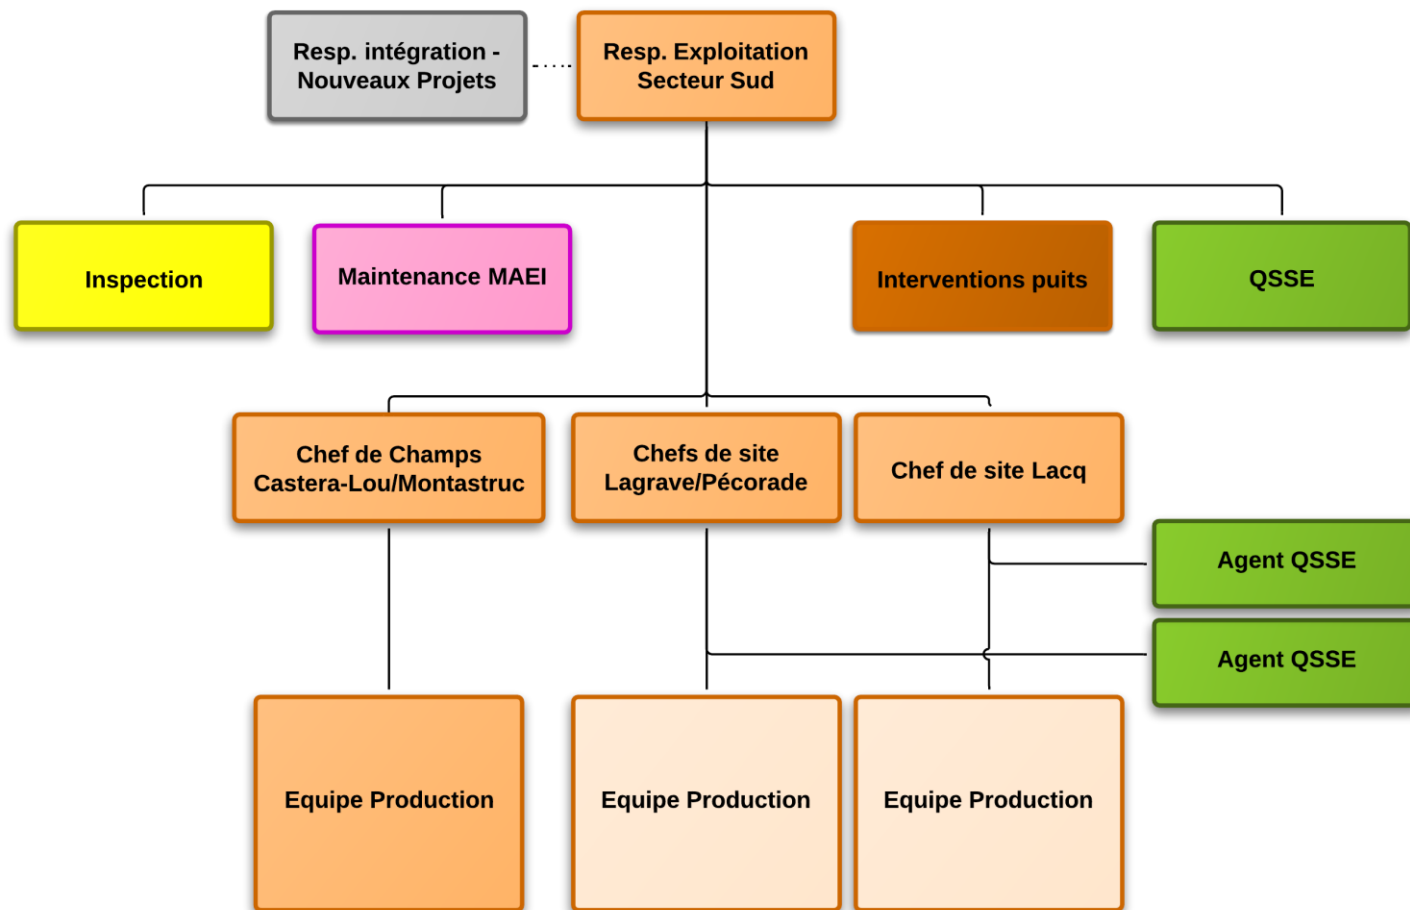 Resp. intégration -
Nouveaux Projets
Resp. Exploitation
Secteur Sud
Inspection
Maintenance MAEI
Interventions puits
QSSE
Chef de Champs
Castera-Lou/Montastruc
Chefs de site
Lagrave/Pécorade
Chef de site Lacq
Agent QSSE
Agent QSSE
Equipe Production
Equipe Production
Equipe Production